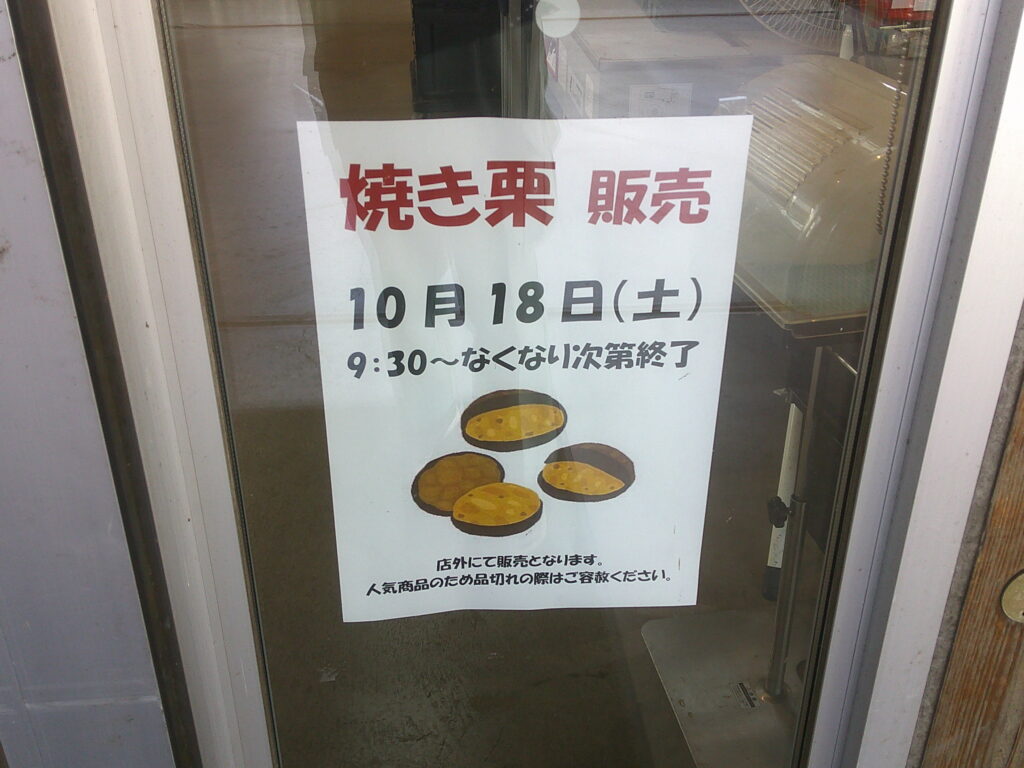 焼き栗 販売
10月18日(土)
9:30～なくなり次第終了
店外にて販売となります。
人気商品のため品切れの際はご容赦ください。